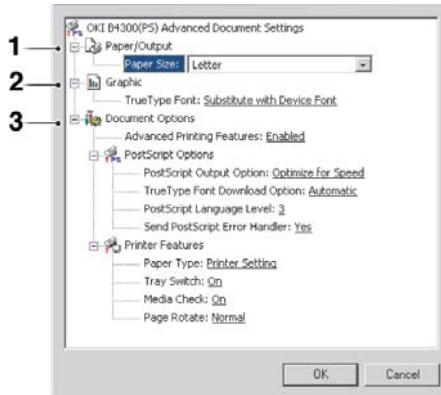 OKI B4300(PS) Advanced Document Settings
1 Paper/Output
Paper Size: Letter
2 Graphic
TrueType Font: Substitute with Device Font
3 Document Options
Advanced Printing Features: Enabled
PostScript Options
PostScript Output Option: Optimize for Speed
TrueType Font Download Option: Automatic
PostScript Language Level: 3
Send PostScript Error Handler: Yes
Printer Features
Paper Type: Printer Setting
Tray Switch: On
Media Check: On
Page Rotate: Normal
OK Cancel